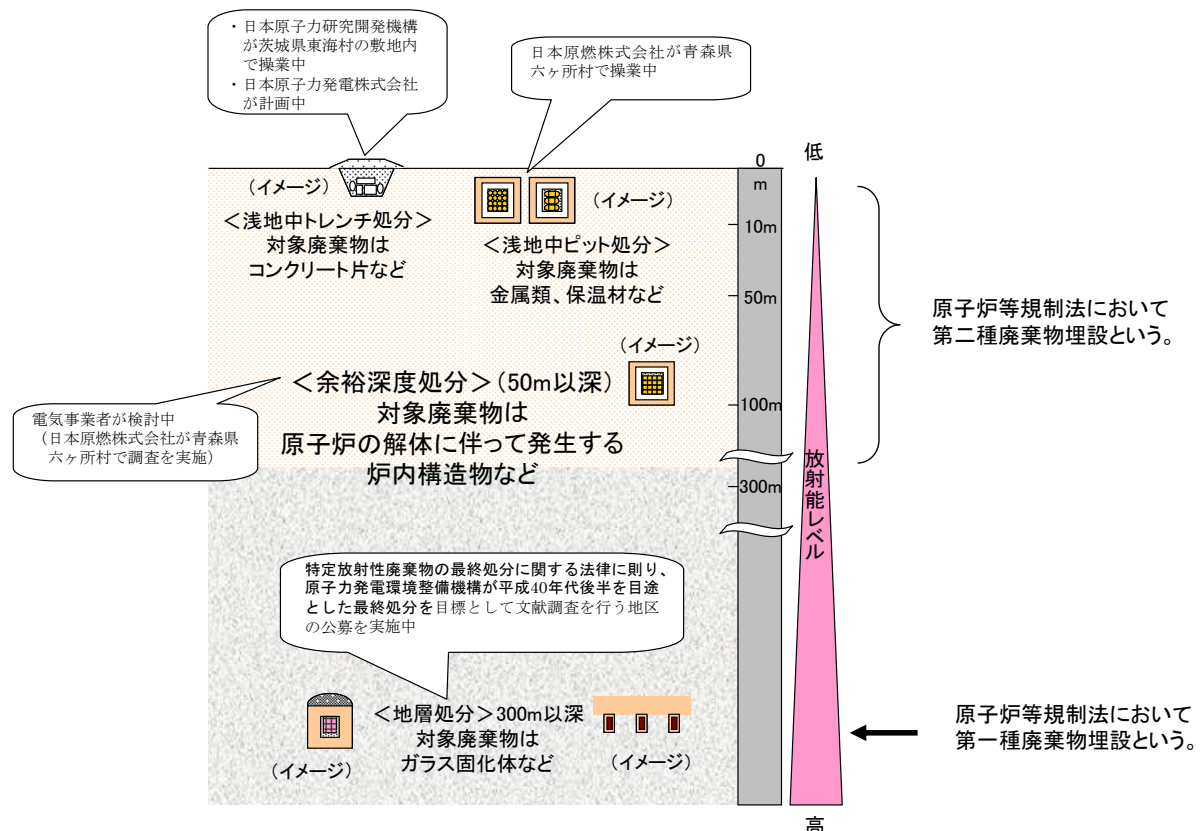 ・日本原子力研究開発機構
が茨城県東海村の敷地内
で操業中
・日本原子力発電株式会社
が計画中
日本原燃株式会社が青森県
六ヶ所村で操業中
0
m
10m
50m
100m
300m
低
放射能レベル
高
（イメージ）
＜浅地中トレンチ処分＞
対象廃棄物は
コンクリート片など
（イメージ）
＜浅地中ピット処分＞
対象廃棄物は
金属類、保温材など
原子炉等規制法において
第二種廃棄物埋設という。
（イメージ）
＜余裕深度処分＞（50m以深）
対象廃棄物は
原子炉の解体に伴って発生する
炉内構造物など
電気事業者が検討中
（日本原燃株式会社が青森県
六ヶ所村で調査を実施）
特定放射性廃棄物の最終処分に関する法律に則り、
原子力発電環境整備機構が平成40年代後半を目途
とした最終処分を目標として文献調査を行う地区
の公募を実施中
＜地層処分＞300m以深
対象廃棄物は
ガラス固化体など
（イメージ）
（イメージ）
原子炉等規制法において
第一種廃棄物埋設という。